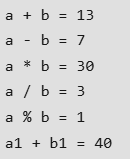 a + b = 13
a - b = 7
a * b = 30
a / b = 3
a % b = 1
a1 + b1 = 40